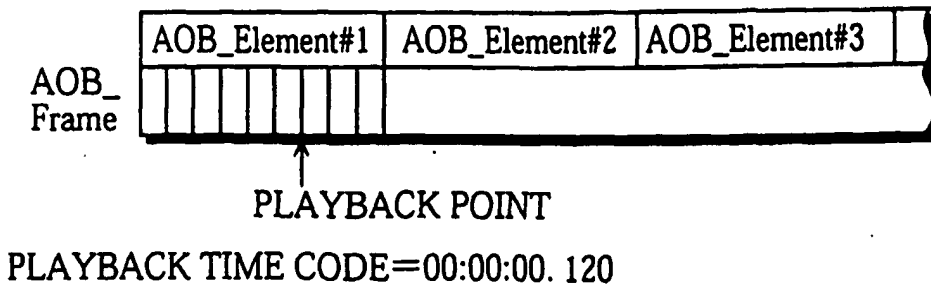 AOB_Element#1 AOB_Element#2 AOB_Element#3
AOB_
Frame
PLAYBACK POINT
PLAYBACK TIME CODE=00:00:00. 120